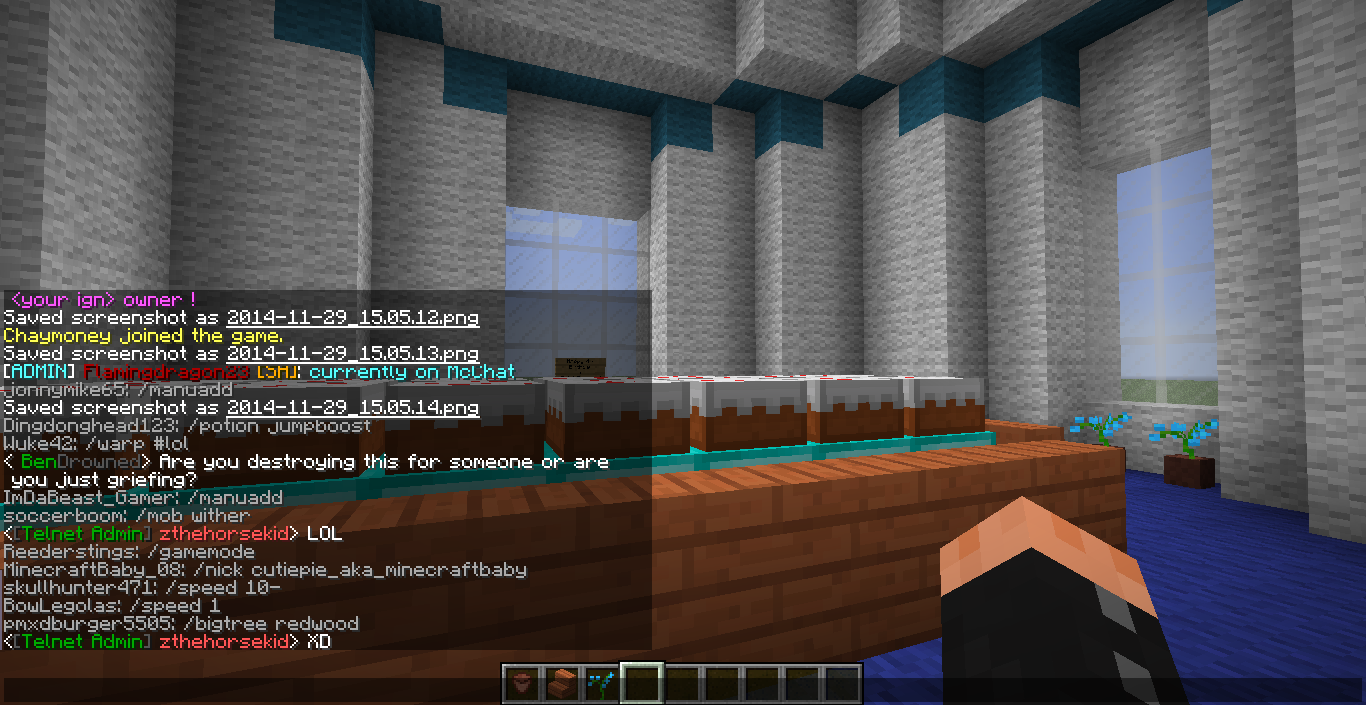 <your ign> owner !
Saved screenshot as 2014-11-29_15.05.12.png
Chaymoney joined the game.
Saved screenshot as 2014-11-29_15.05.13.png
[ADMIN] Flamingdragon23 [SA]: currently on McChat
jonnymike65: /manuadd
Saved screenshot as 2014-11-29_15.05.14.png
Dingdonghead123: /potion jumpboost
Wuke42: /warp #lol
< BenDrowned> Are you destroying this for someone or are
you just griefing?
ImDaBeast_Gamer: /manuadd
soccerboom: /mob wither
<[Telnet Admin] zthehorsekid> LOL
Reederstings: /gamemode
MinecraftBaby_08: /nick cutiepie_aka_minecraftbaby
skullhunter471: /speed 10-
BowLegolas: /speed 1
pmxdburger5505: /bigtree redwood
<[Telnet Admin] zthehorsekid> XD